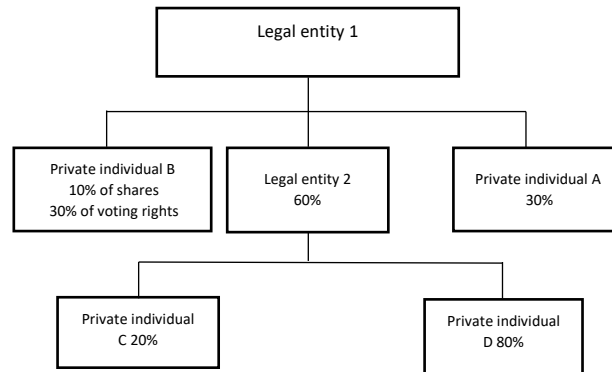 Legal entity 1
Private individual B
10% of shares
30% of voting rights
Legal entity 2
60%
Private individual A
30%
Private individual
C 20%
Private individual
D 80%